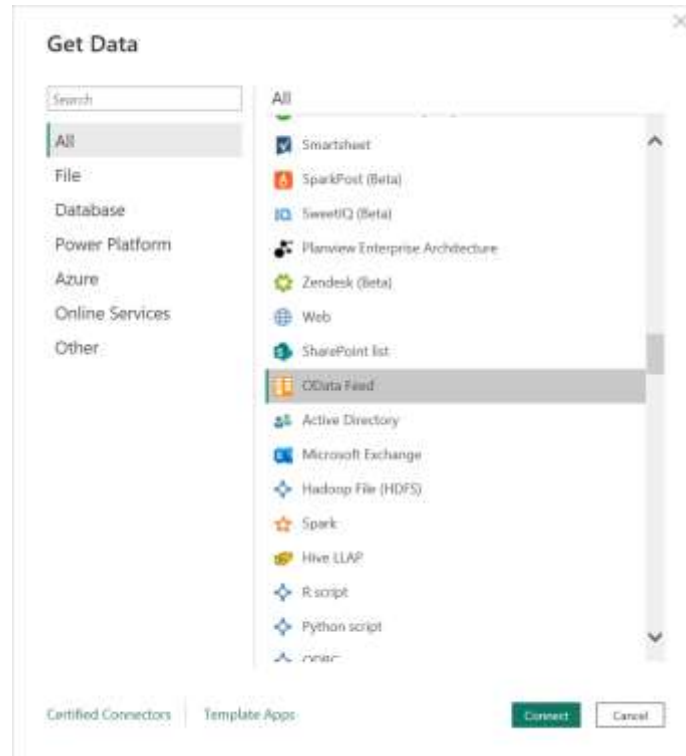 Get Data
Search
All
File
Database
Power Platform
Azure
Online Services
Other
All
Smartsheet
SparkPost (Beta)
SweetIQ (Beta)
Planview Enterprise Architecture
Zendesk (Beta)
Web
SharePoint list
OData Feed
Active Directory
Microsoft Exchange
Hadoop File (HDFS)
Spark
Hive LLAP
R script
Python script
Certified Connectors
Template Apps
Connect
Cancel